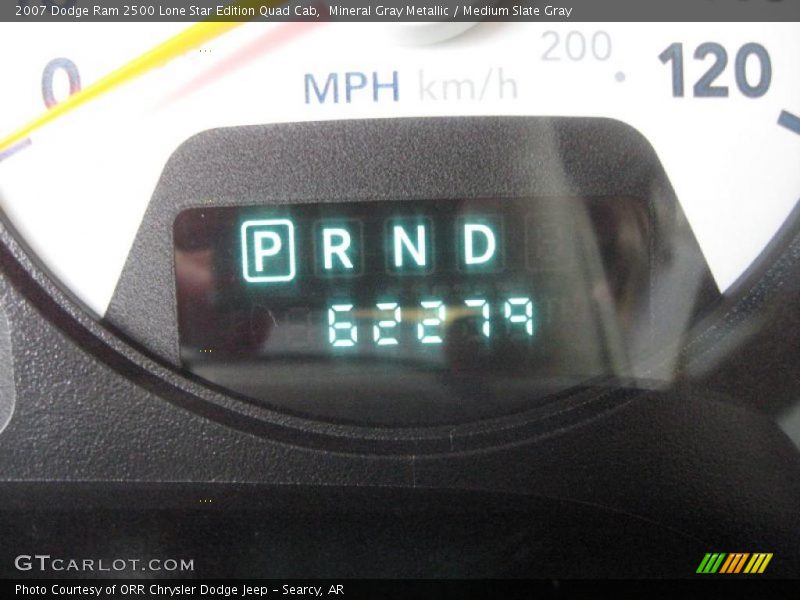 2007 Dodge Ram 2500 Lone Star Edition Quad Cab, Mineral Gray Metallic / Medium Slate Gray
0
MPH km/h
200
120
P R N D
62279
GTCARLOT.COM
Photo Courtesy of ORR Chrysler Dodge Jeep - Searcy, AR